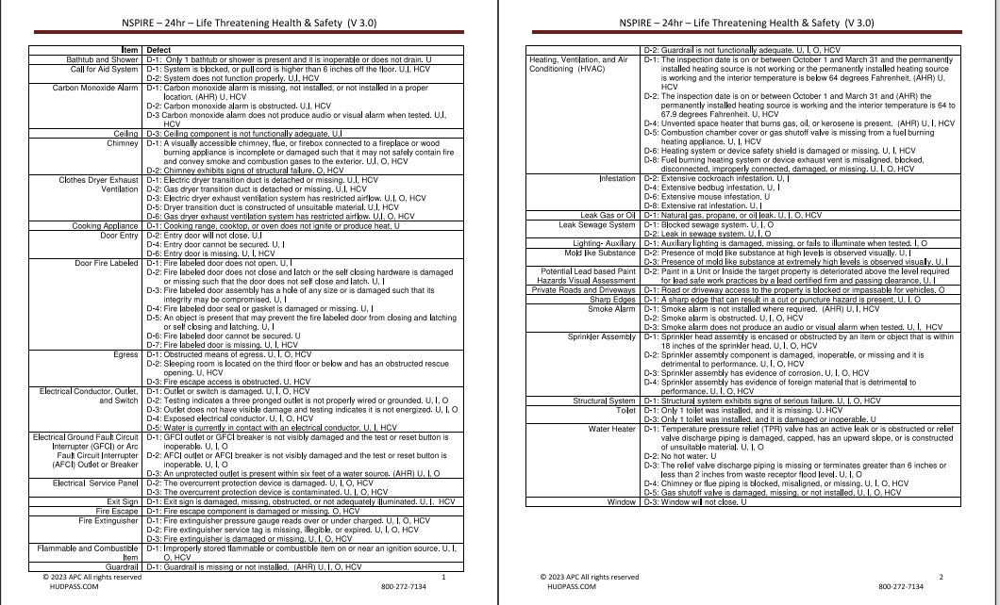 NSPIRE – 24hr – Life Threatening Health & Safety (V 3.0)
Item Defect
Bathtub and Shower D-1: Only 1 bathtub or shower is present and it is inoperable or does not drain. U
Call for Aid System D-1: System is blocked, or pull cord is higher than 6 inches off the floor. U,I, HCV
D-2: System does not function properly. U,I, HCV
Carbon Monoxide Alarm D-1: Carbon monoxide alarm is missing, not installed, or not installed in a proper
location. (AHR) U, HCV
D-2: Carbon monoxide alarm is obstructed. U,I, HCV
D-3 Carbon monoxide alarm does not produce audio or visual alarm when tested. U,I,
HCV
Ceiling D-3: Ceiling component is not functionally adequate. U,I
Chimney D-1: A visually accessible chimney, flue, or firebox connected to a fireplace or wood
burning appliance is incomplete or damaged such that it may not safely contain fire
and convey smoke and combustion gases to the exterior. U,I, O, HCV
D-2: Chimney exhibits signs of structural failure. O, HCV
Clothes Dryer Exhaust D-1: Electric dryer transition duct is detached or missing. U,I, HCV
Ventilation D-2: Gas dryer transition duct is detached or missing. U,I, HCV
D-3: Electric dryer exhaust ventilation system has restricted airflow. U,I, O, HCV
D-5: Dryer transition duct is constructed of unsuitable material. U,I, HCV
D-6: Gas dryer exhaust ventilation system has restricted airflow. U,I, O, HCV
Cooking Appliance D-1: Cooking range, cooktop, or oven does not ignite or produce heat. U
Door Entry D-2: Entry door will not close. U,I
D-4: Entry door cannot be secured. U, I
D-6: Entry door is missing. U, I, HCV
Door Fire Labeled D-1: Fire labeled door does not open. U, I
D-2: Fire labeled door does not close and latch or the self closing hardware is damaged
or missing such that the door does not self close and latch. U, I
D-3: Fire labeled door assembly has a hole of any size or is damaged such that its
integrity may be compromised. U, I
D-4: Fire labeled door seal or gasket is damaged or missing. U, I
D-5: An object is present that may prevent the fire labeled door from closing and latching
or self closing and latching. U, I
D-6: Fire labeled door cannot be secured. U
D-7: Fire labeled door is missing. U, I, HCV
Egress D-1: Obstructed means of egress. U, I, O, HCV
D-2: Sleeping room is located on the third floor or below and has an obstructed rescue
opening. U, HCV
D-3: Fire escape access is obstructed. U, HCV
Electrical Conductor, Outlet, D-1: Outlet or switch is damaged. U, I, O, HCV
and Switch D-2: Testing indicates a three pronged outlet is not properly wired or grounded. U, I, O
D-3: Outlet does not have visible damage and testing indicates it is not energized. U, I, O
D-4: Exposed electrical conductor. U, I, O, HCV
D-5: Water is currently in contact with an electrical conductor. U, I, O, HCV
Electrical Ground Fault Circuit D-1: GFCI outlet or GFCI breaker is not visibly damaged and the test or reset button is
Interrupter (GFCI) or Arc inoperable. U, I, O
Fault Circuit Interrupter D-2: AFCI outlet or AFCI breaker is not visibly damaged and the test or reset button is
(AFCI) Outlet or Breaker inoperable. U, I, O
D-3: An unprotected outlet is present within six feet of a water source. (AHR) U, I, O
Electrical Service Panel D-2: The overcurrent protection device is damaged. U, I, O, HCV
D-3: The overcurrent protection device is contaminated. U, I, O, HCV
Exit Sign D-1: Exit sign is damaged, missing, obstructed, or not adequately illuminated. U, I, HCV
Fire Escape D-1: Fire escape component is damaged or missing. O, HCV
Fire Extinguisher D-1: Fire extinguisher pressure gauge reads over or under charged. U, I, O, HCV
D-2: Fire extinguisher service tag is missing, illegible, or expired. U, I, O, HCV
D-3: Fire extinguisher is damaged or missing. U, I, O, HCV
Flammable and Combustible D-1: Improperly stored flammable or combustible item on or near an ignition source. U, I,
Item O, HCV
Guardrail D-1: Guardrail is missing or not installed. (AHR) U, I, O, HCV
© 2023 APC All rights reserved 1
HUDPASS.COM 800-272-7134
NSPIRE – 24hr – Life Threatening Health & Safety (V 3.0)
D-2: Guardrail is not functionally adequate. U, I, O, HCV
Heating, Ventilation, and Air D-1: The inspection date is on or between October 1 and March 31 and the permanently
Conditioning (HVAC) installed heating source is not working or the permanently installed heating source
is working and the interior temperature is below 64 degrees Fahrenheit. (AHR) U,
HCV
D-2: The inspection date is on or between October 1 and March 31 and (AHR) the
permanently installed heating source is working and the interior temperature is 64 to
67.9 degrees Fahrenheit. U, HCV
D-4: Unvented space heater that burns gas, oil, or kerosene is present. (AHR) U, I, HCV
D-5: Combustion chamber cover or gas shutoff valve is missing from a fuel burning
heating appliance. U, I, HCV
D-6: Heating system or device safety shield is damaged or missing. U, I, HCV
D-8: Fuel burning heating system or device exhaust vent is misaligned, blocked,
disconnected, improperly connected, damaged, or missing. U, I, HCV
Infestation D-2: Extensive cockroach infestation. U, I
D-4: Extensive bedbug infestation. U, I
D-6: Extensive mouse infestation. U
D-8: Extensive rat infestation. U, I
Leak Gas or Oil D-1: Natural gas, propane, or oil leak. U, I, O, HCV
Leak Sewage System D-1: Blocked sewage system. U, I, O
D-2: Leak in sewage system. U, I, O
Lighting- Auxiliary D-1: Auxiliary lighting is damaged, missing, or fails to illuminate when tested. I, O
Mold like Substance D-2: Presence of mold like substance at high levels is observed visually. U, I
D-3: Presence of mold like substance at extremely high levels is observed visually. U, I
Potential Lead based Paint D-2: Paint in a Unit or Inside the target property is deteriorated above the level required
Hazards Visual Assessment for lead safe work practices by a lead certified firm and passing clearance. U, I
Private Roads and Driveways D-1: Road or driveway access to the property is blocked or impassable for vehicles. O
Sharp Edges D-1: A sharp edge that can result in a cut or puncture hazard is present. U, I, O
Smoke Alarm D-1: Smoke alarm is not installed where required. (AHR) U, I, HCV
D-2: Smoke alarm is obstructed. U, I, O, HCV
D-3: Smoke alarm does not produce an audio or visual alarm when tested. U, I, HCV
Sprinkler Assembly D-1: Sprinkler head assembly is encased or obstructed by an item or object that is within
18 inches of the sprinkler head. U, I, O, HCV
D-2: Sprinkler assembly component is damaged, inoperable, or missing and it is
detrimental to performance. U, I, O, HCV
D-3: Sprinkler assembly has evidence of corrosion. U, I, O, HCV
D-4: Sprinkler assembly has evidence of foreign material that is detrimental to
performance. U, I, O, HCV
Structural System D-1: Structural system exhibits signs of serious failure. U, I, O, HCV
Toilet D-1: Only 1 toilet was installed, and it is missing. U. HCV
D-3: Only 1 toilet was installed, and it is damaged or inoperable. U
Water Heater D-1: Temperature pressure relief (TPR) valve has an active leak or is obstructed or relief
valve discharge piping is damaged, capped, has an upward slope, or is constructed
of unsuitable material. U, I, O
D-2: No hot water. U
D-3: The relief valve discharge piping is missing or terminates greater than 6 inches or
less than 2 inches from waste receptor flood level. U, I, O
D-4: Chimney or flue piping is blocked, misaligned, or missing. U, I, O, HCV
D-5: Gas shutoff valve is damaged, missing, or not installed. U, I, O, HCV
Window D-3: Window will not close. U
© 2023 APC All rights reserved 2
HUDPASS.COM 800-272-7134